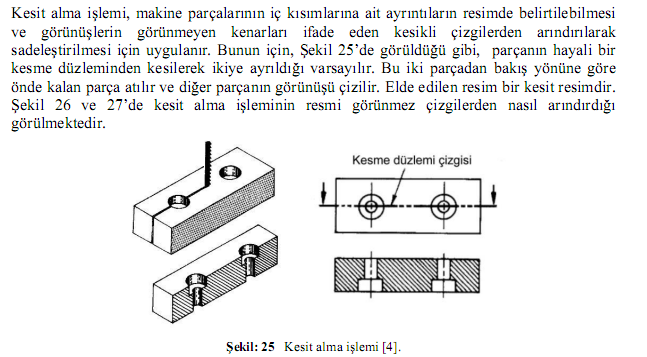 Kesit alma işlemi, makine parçalarının iç kısımlarına ait ayrıntıların resimde belirtilebilmesi
ve görünüşlerin görünmeyen kenarları ifade eden kesikli çizgilerden arındırılarak
sadeleştirilmesi için uygulanır. Bunun için, Şekil 25’de görüldüğü gibi, parçanın hayali bir
kesme düzleminden kesilerek ikiye ayrıldığı varsayılır. Bu iki parçadan bakış yönüne göre
önde kalan parça atılır ve diğer parçanın görünüşü çizilir. Elde edilen resim bir kesit resimdir.
Şekil 26 ve 27’de kesit alma işleminin resmi görünmez çizgilerden nasıl arındırdığı
görülmektedir.
Kesme düzlemi çizgisi
Şekil: 25 Kesit alma işlemi [4].